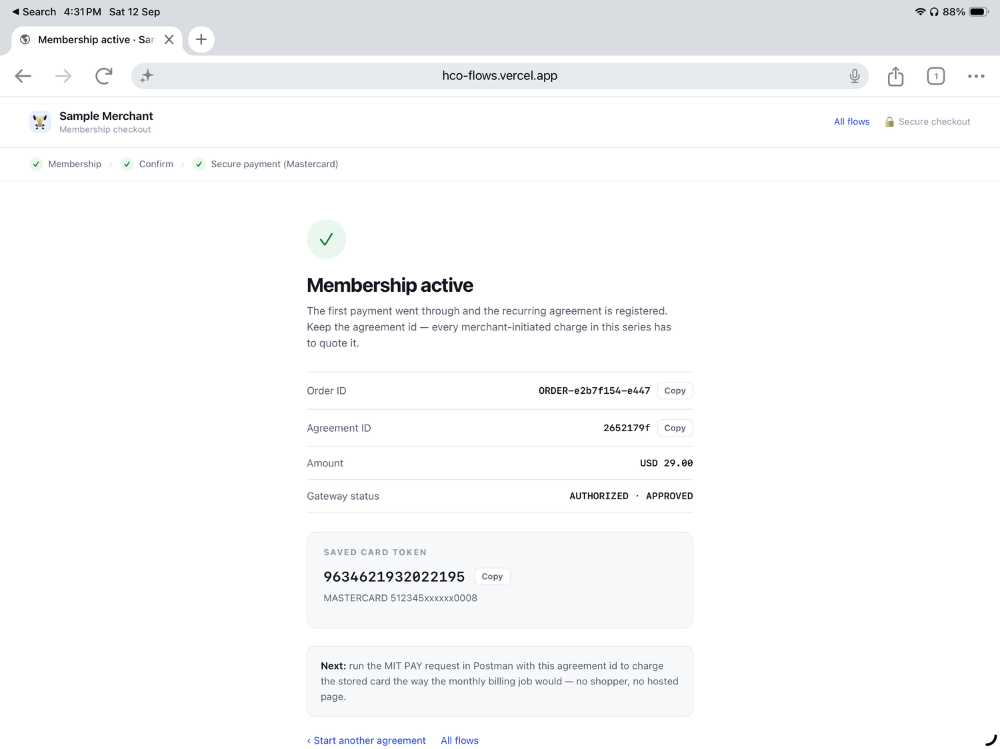 ◀ Search 4:31 PM Sat 12 Sep 88%
Membership active · San
hco-flows.vercel.app
1
Sample Merchant
Membership checkout
All flows
Secure checkout
Membership › Confirm › Secure payment (Mastercard)
Membership active
The first payment went through and the recurring agreement is registered.
Keep the agreement id — every merchant-initiated charge in this series has
to quote it.
Order ID ORDER-e2b7f154-e447 Copy
Agreement ID 2652179f Copy
Amount USD 29.00
Gateway status AUTHORIZED · APPROVED
SAVED CARD TOKEN
9634621932022195 Copy
MASTERCARD 512345xxxxxx0008
Next: run the MIT PAY request in Postman with this agreement id to charge
the stored card the way the monthly billing job would — no shopper, no hosted
page.
‹ Start another agreement All flows